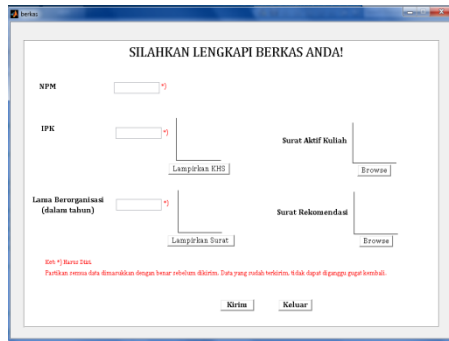 berkas
SILAHKAN LENGKAPI BERKAS ANDA!
NPM
*)
IPK
*)
Surat Aktif Kuliah
Lampirkan KHS
Browse
Lama Berorganisasi
(dalam tahun)
*)
Surat Rekomendasi
Lampirkan Surat
Browse
Ket: *) Harus Diisi.
Pastikan semua data dimasukkan dengan benar sebelum dikirim. Data yang sudah terkirim, tidak dapat diganggu gugat kembali.
Kirim
Keluar